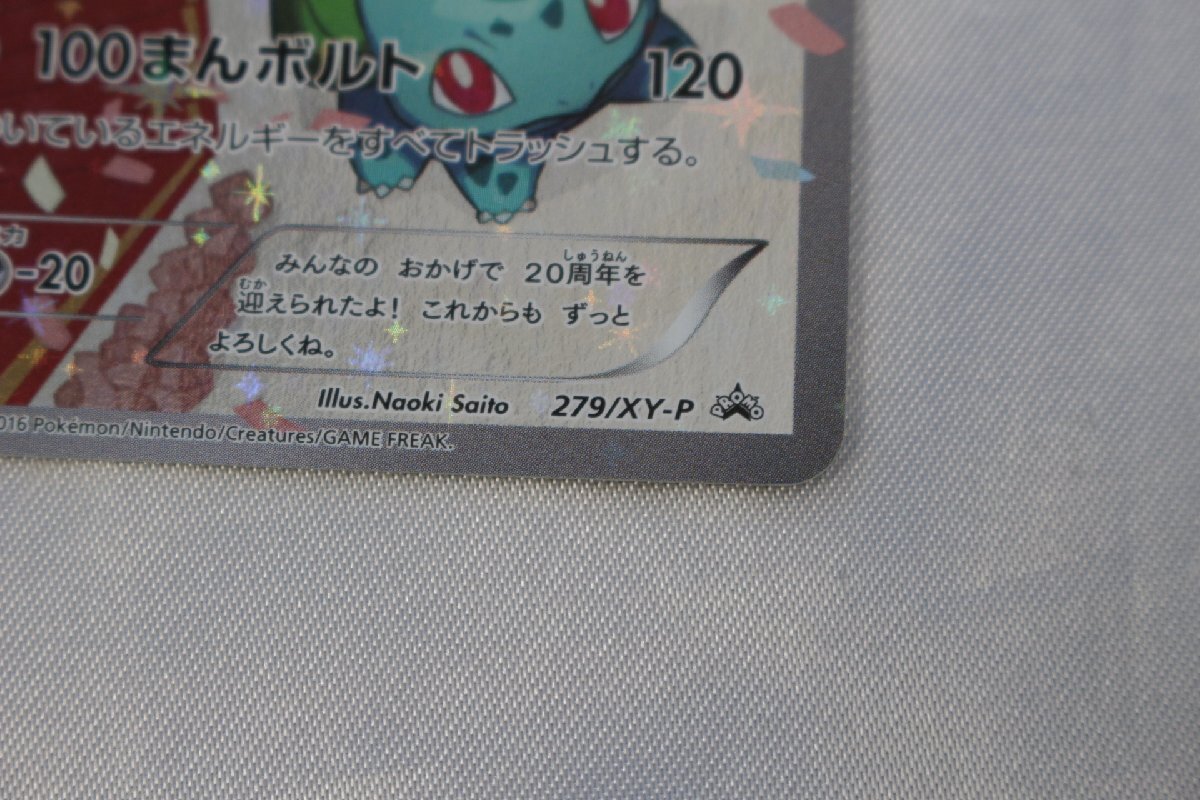 100まんボルト 120
いているエネルギーをすべてトラッシュする。
カ
-20
みんなの おかげで 20周年を
しゅうねん
迎えられたよ! これからも ずっと
むか
よろしくね。
Illus.Naoki Saito 279/XY-P PROMO
016 Pokémon/Nintendo/Creatures/GAME FREAK.